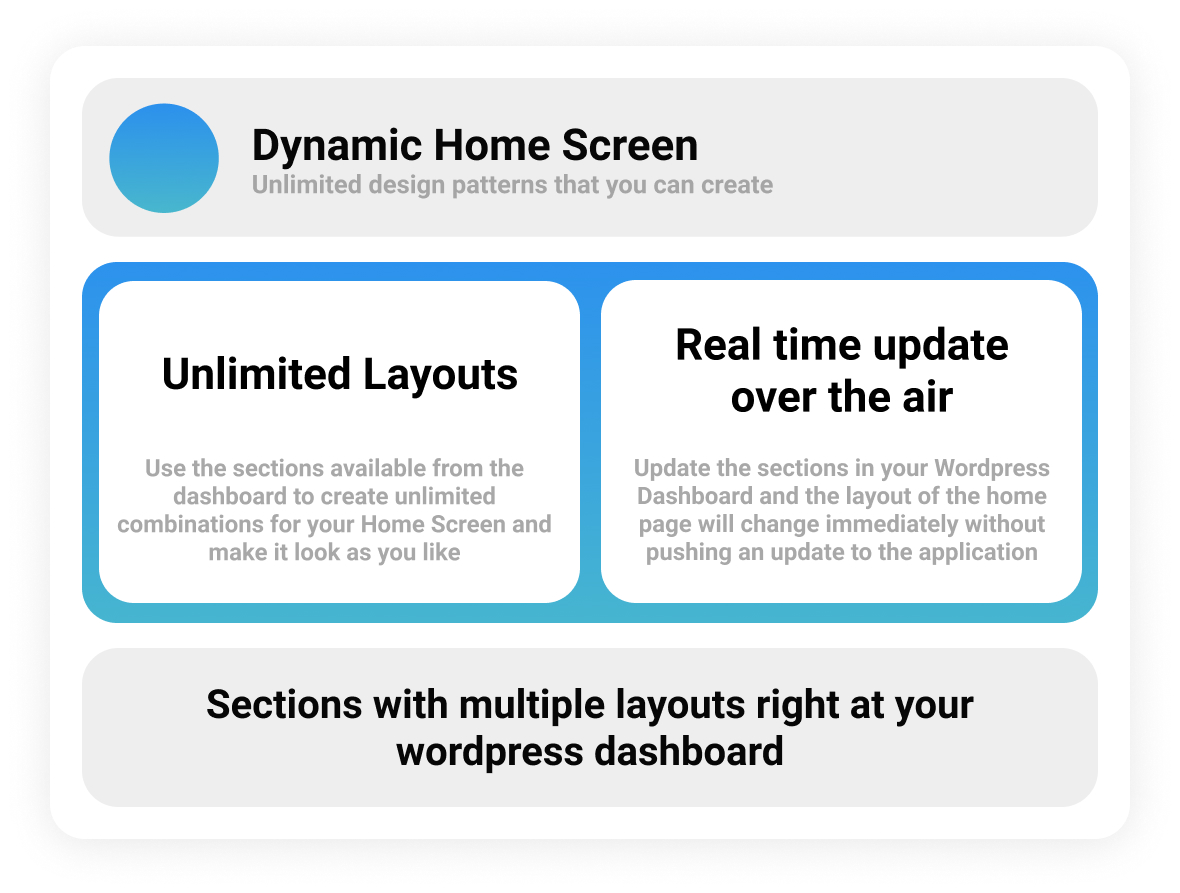 Dynamic Home Screen
Unlimited design patterns that you can create
Unlimited Layouts
Use the sections available from the
dashboard to create unlimited
combinations for your Home Screen and
make it look as you like
Real time update
over the air
Update the sections in your Wordpress
Dashboard and the layout of the home
page will change immediately without
pushing an update to the application
Sections with multiple layouts right at your
wordpress dashboard